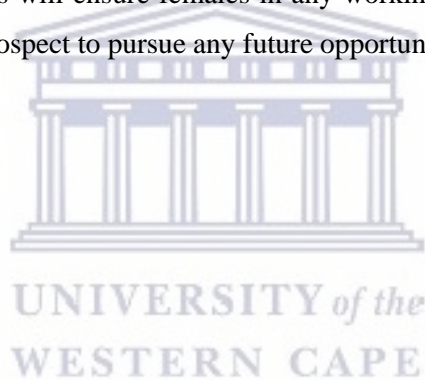 will ensure females in any workin
ospect to pursue any future opportun
UNIVERSITY of the
WESTERN CAPE